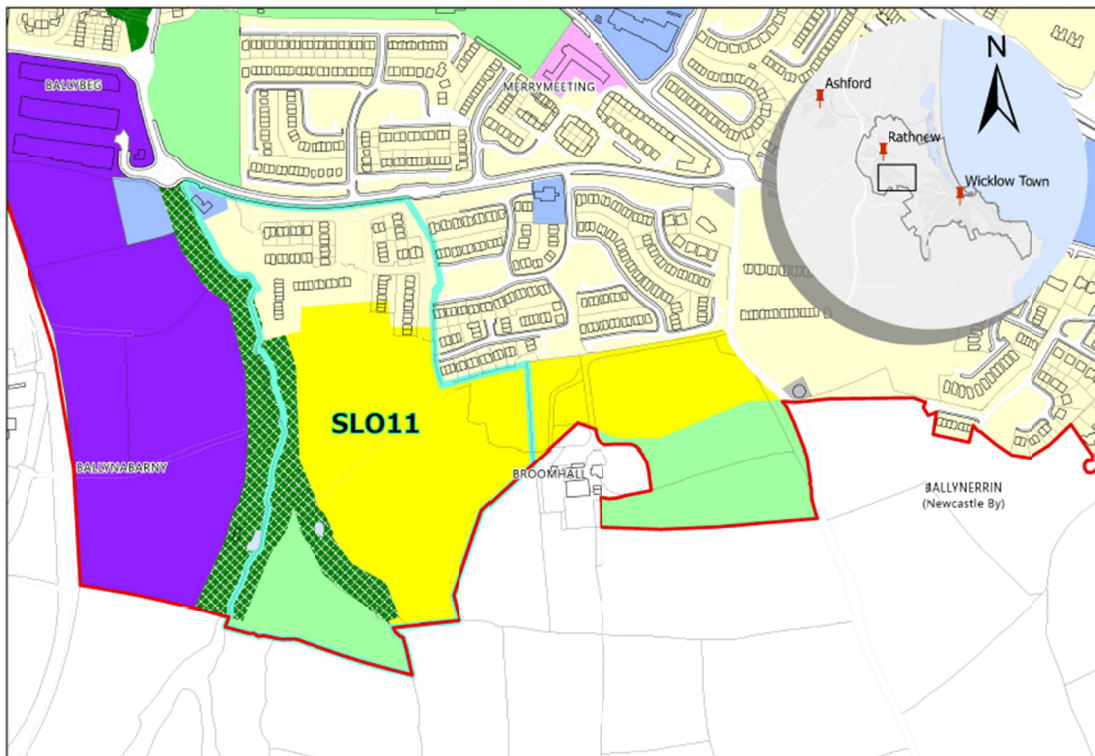 BALLYBEG
MERRYMEETING
N
Ashford
Rathnew
Wicklow Town
SLO11
BALLYNABARNY
BROOMHALL
BALLYNERRIN
(Newcastle By)